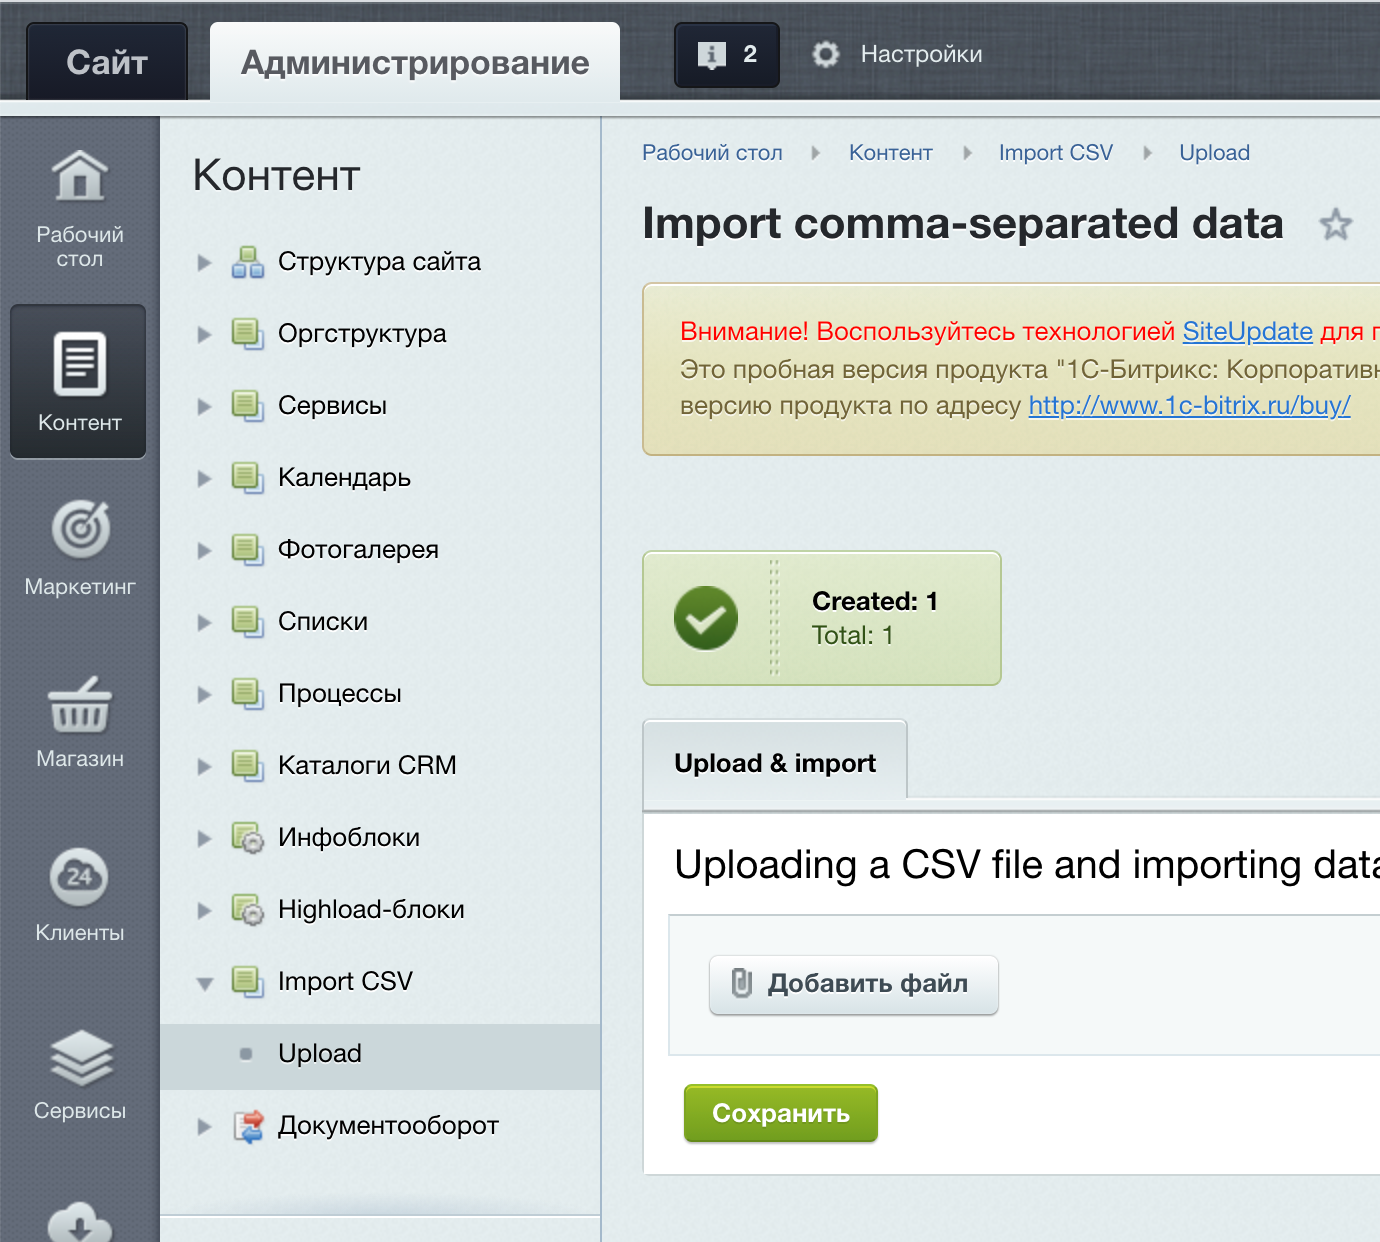 Сайт
Администрирование
2
Настройки
Рабочий стол
Контент
Маркетинг
Магазин
24
Клиенты
Сервисы
Контент
Структура сайта
Оргструктура
Сервисы
Календарь
Фотогалерея
Списки
Процессы
Каталоги CRM
Инфоблоки
Highload-блоки
Import CSV
Upload
Документооборот
Рабочий стол Контент Import CSV Upload
Import comma-separated data
Внимание! Воспользуйтесь технологией SiteUpdate для
Это пробная версия продукта "1С-Битрикс:
версию продукта по адресу http://www.1c-bitrix.ru/buy/
Created: 1
Total: 1
Upload & import
Uploading a CSV file and importing data
Добавить файл
Сохранить